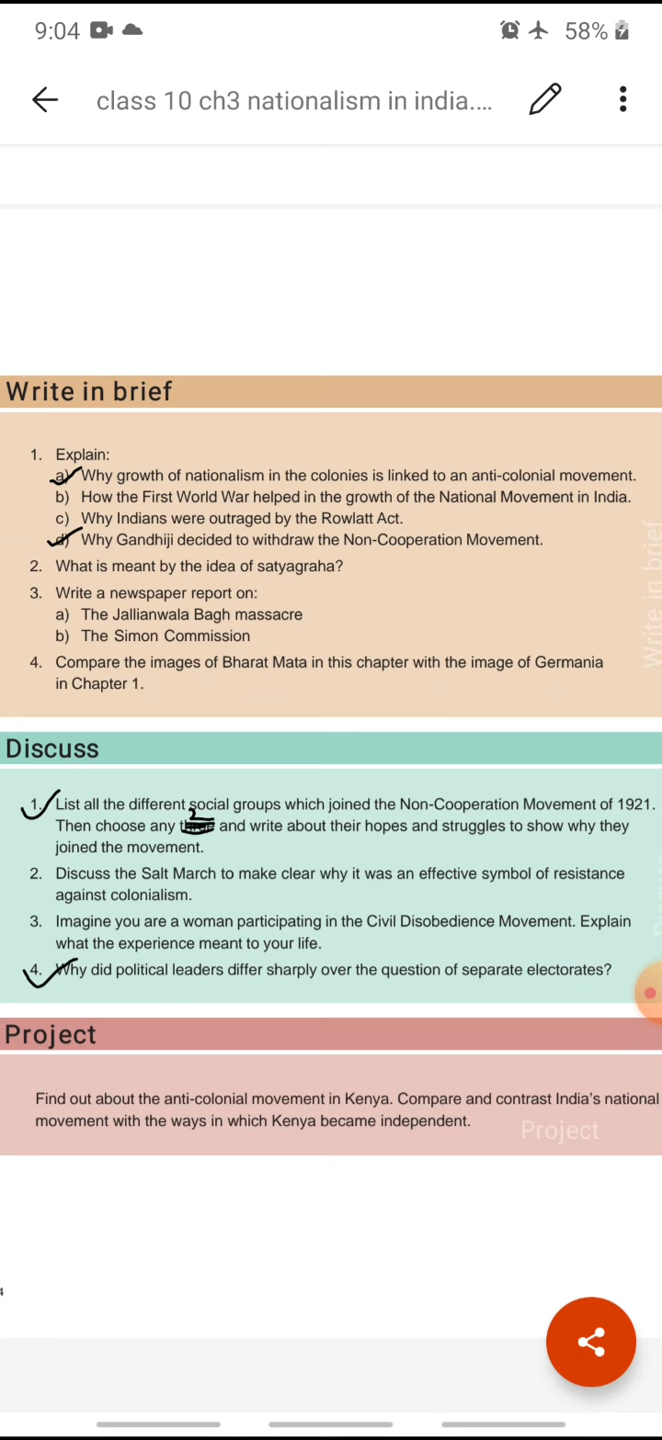 9:04 58%
class 10 ch3 nationalism in india....
Write in brief
1. Explain:
a) Why growth of nationalism in the colonies is linked to an anti-colonial movement.
b) How the First World War helped in the growth of the National Movement in India.
c) Why Indians were outraged by the Rowlatt Act.
d) Why Gandhiji decided to withdraw the Non-Cooperation Movement.
2. What is meant by the idea of satyagraha?
3. Write a newspaper report on:
a) The Jallianwala Bagh massacre
b) The Simon Commission
4. Compare the images of Bharat Mata in this chapter with the image of Germania
in Chapter 1.
Write in brief
Discuss
1. List all the different social groups which joined the Non-Cooperation Movement of 1921.
2
Then choose any three and write about their hopes and struggles to show why they
joined the movement.
2. Discuss the Salt March to make clear why it was an effective symbol of resistance
against colonialism.
3. Imagine you are a woman participating in the Civil Disobedience Movement. Explain
what the experience meant to your life.
4. Why did political leaders differ sharply over the question of separate electorates?
Project
Find out about the anti-colonial movement in Kenya. Compare and contrast India's national
movement with the ways in which Kenya became independent.
Project